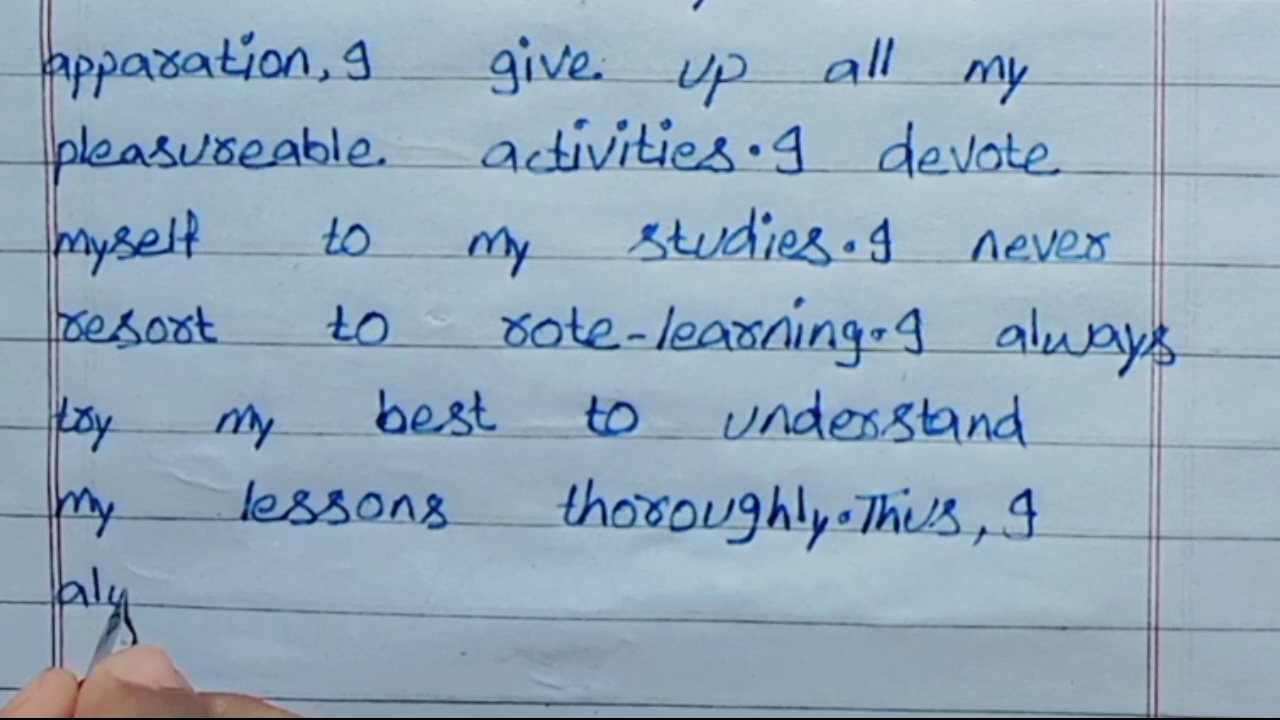 apparation, I give up all my
pleasureable activities. I devote
myself to my studies. I never
resort to rote-learning. I always
try my best to understand
my lessons thoroughly. Thus, I